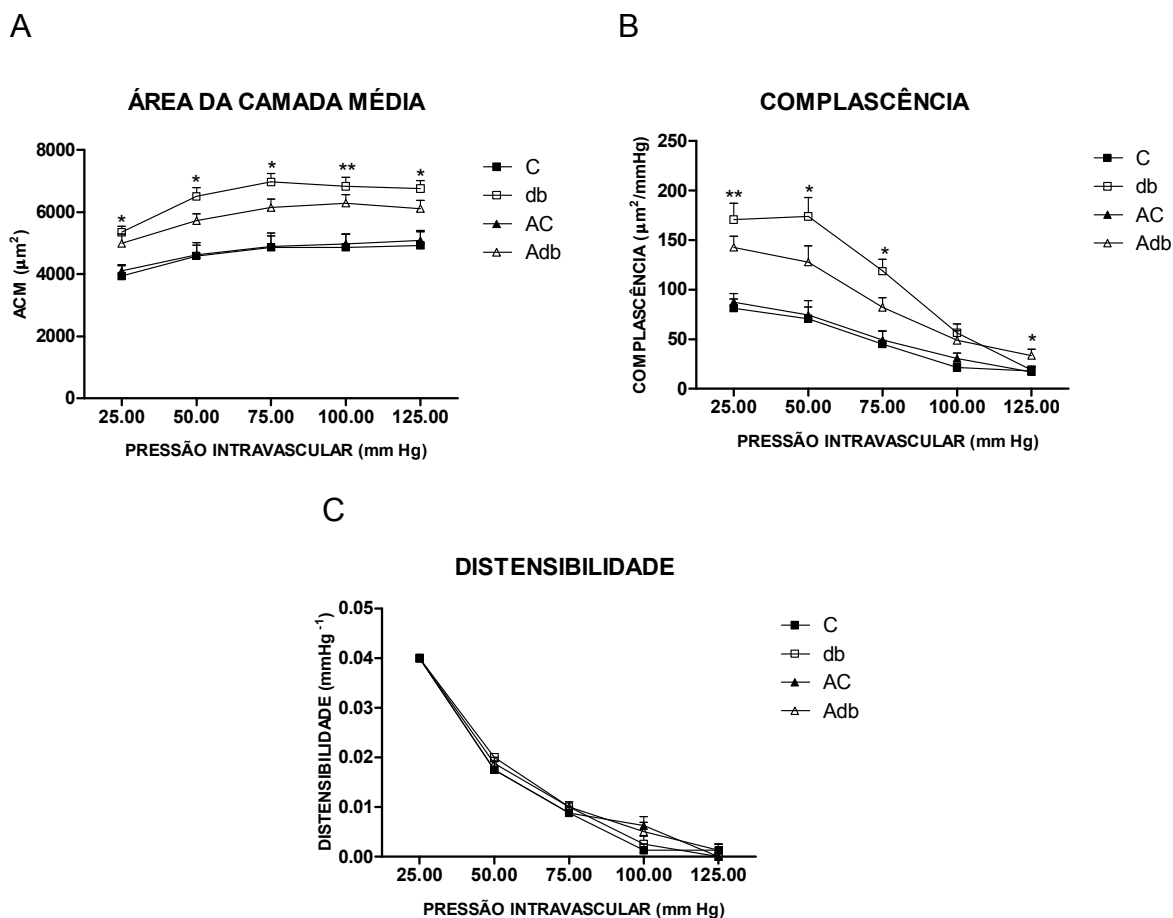 A
ÁREA DA CAMADA MÉDIA
ACM (µm²)
8000
6000
4000
2000
0
* * * ** *
25.00 50.00 75.00 100.00 125.00
PRESSÃO INTRAVASCULAR (mm Hg)
C
db
AC
Adb
B
COMPLASCÊNCIA
COMPLASCÊNCIA (µm²/mmHg)
250
200
150
100
50
0
** * * *
25.00 50.00 75.00 100.00 125.00
PRESSÃO INTRAVASCULAR (mm Hg)
C
db
AC
Adb
C
DISTENSIBILIDADE
DISTENSIBILIDADE (mmHg⁻¹)
0.05
0.04
0.03
0.02
0.01
0.00
25.00 50.00 75.00 100.00 125.00
PRESSÃO INTRAVASCULAR (mm Hg)
C
db
AC
Adb